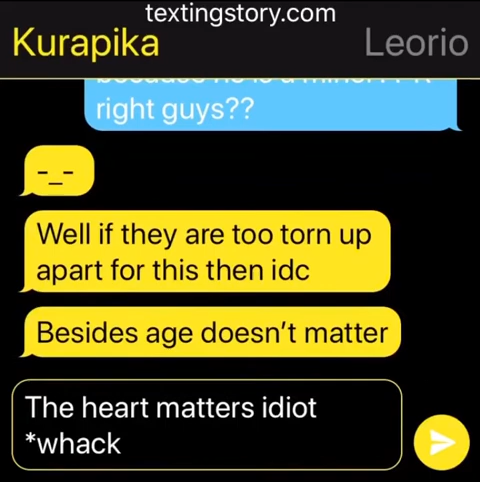 textingstory.com
Kurapika Leorio
right guys??
-_-
Well if they are too torn up
apart for this then idc
Besides age doesn't matter
The heart matters idiot
*whack